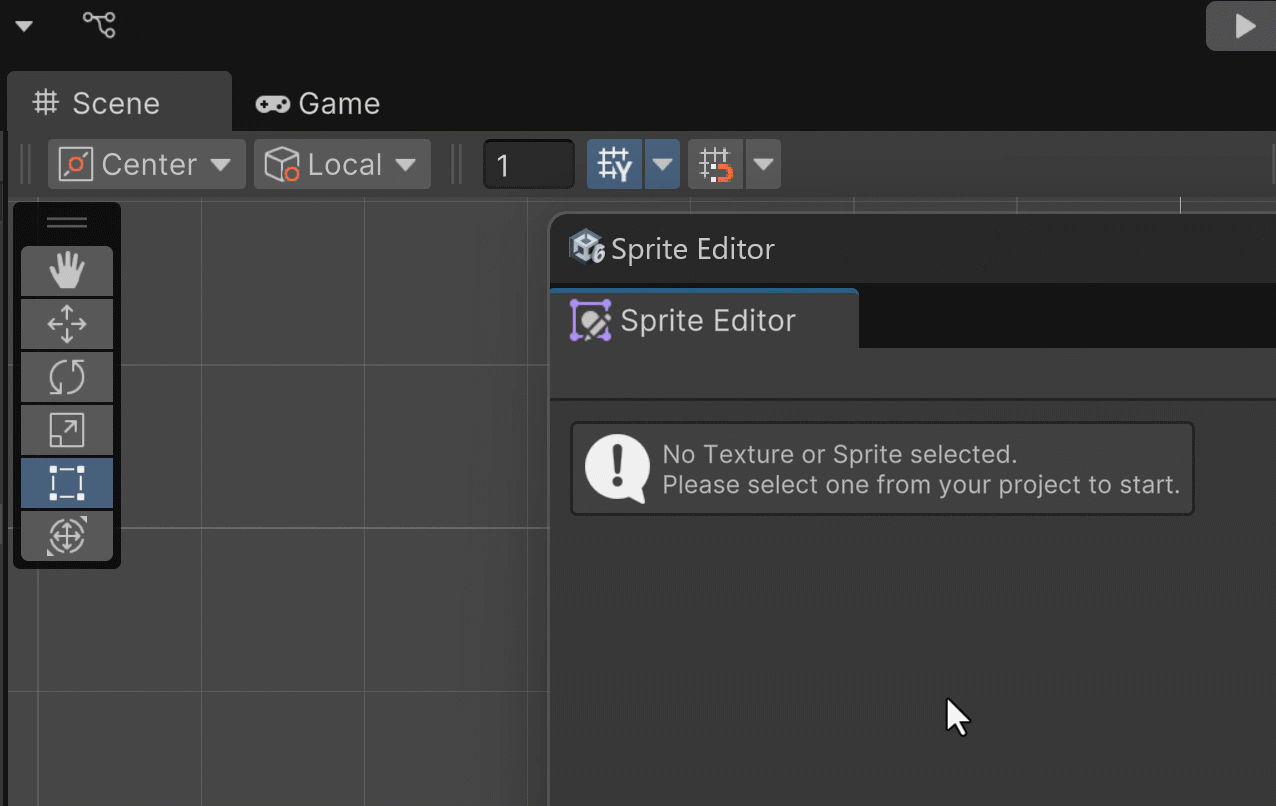 Scene
Game
Center
Local
1
Y
Sprite Editor
Sprite Editor
No Texture or Sprite selected.
Please select one from your project to start.